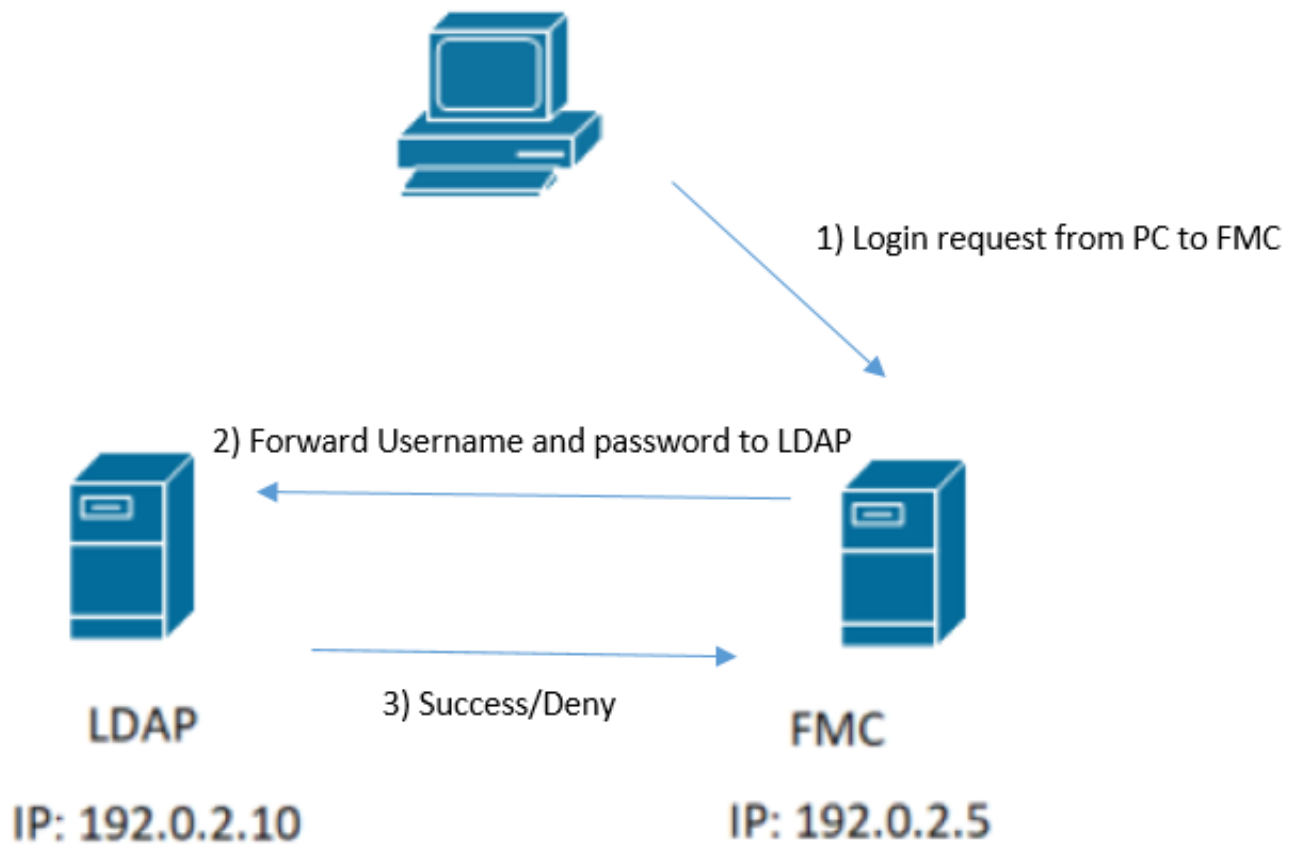 1) Login request from PC to FMC
2) Forward Username and password to LDAP
3) Success/Deny
LDAP
FMC
IP: 192.0.2.10
IP: 192.0.2.5